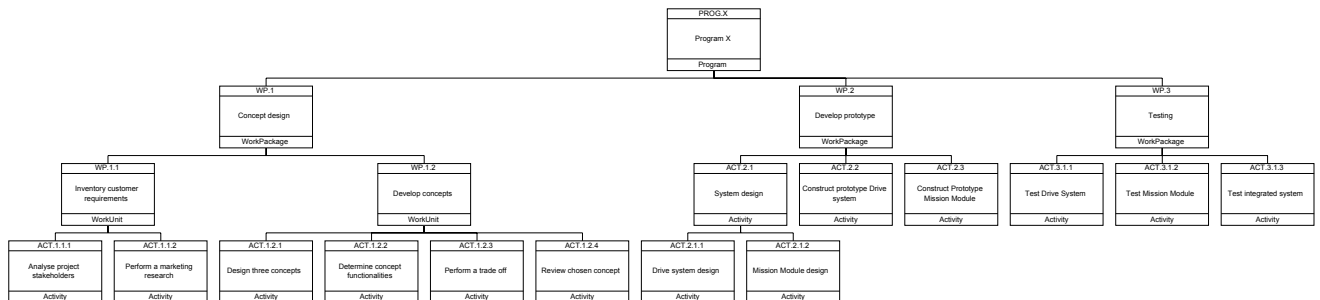 PROG.X
Program X
Program
WP.1
Concept design
WorkPackage
WP.2
Develop prototype
WorkPackage
WP.3
Testing
WorkPackage
WP.1.1
Inventory customer
requirements
WorkUnit
WP.1.2
Develop concepts
WorkUnit
ACT.2.1
System design
Activity
ACT.2.2
Construct prototype Drive
system
Activity
ACT.2.3
Construct Prototype
Mission Module
Activity
ACT.3.1.1
Test Drive System
Activity
ACT.3.1.2
Test Mission Module
Activity
ACT.3.1.3
Test integrated system
Activity
ACT.1.1.1
Analyse project
stakeholders
Activity
ACT.1.1.2
Perform a marketing
research
Activity
ACT.1.2.1
Design three concepts
Activity
ACT.1.2.2
Determine concept
functionalities
Activity
ACT.1.2.3
Perform a trade off
Activity
ACT.1.2.4
Review chosen concept
Activity
ACT.2.1.1
Drive system design
Activity
ACT.2.1.2
Mission Module design
Activity